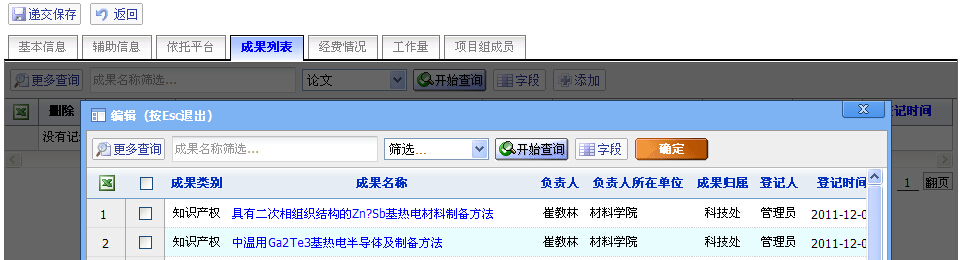 递交保存 返回
基本信息 辅助信息 依托平台 成果列表 经费情况 工作量 项目组成员
更多查询 成果名称筛选... 论文 开始查询 字段 添加
删除 记时间
编辑（按Esc退出） X
没有记
更多查询 成果名称筛选... 筛选... 开始查询 字段 确定
成果类别 成果名称 负责人 负责人所在单位 成果归属 登记人 登记时间
1 翻页
1 知识产权 具有二次相组织结构的Zn?Sb基热电材料制备方法 崔教林 材料学院 科技处 管理员 2011-12-0
2 知识产权 中温用Ga2Te3基热电半导体及制备方法 崔教林 材料学院 科技处 管理员 2011-12-0